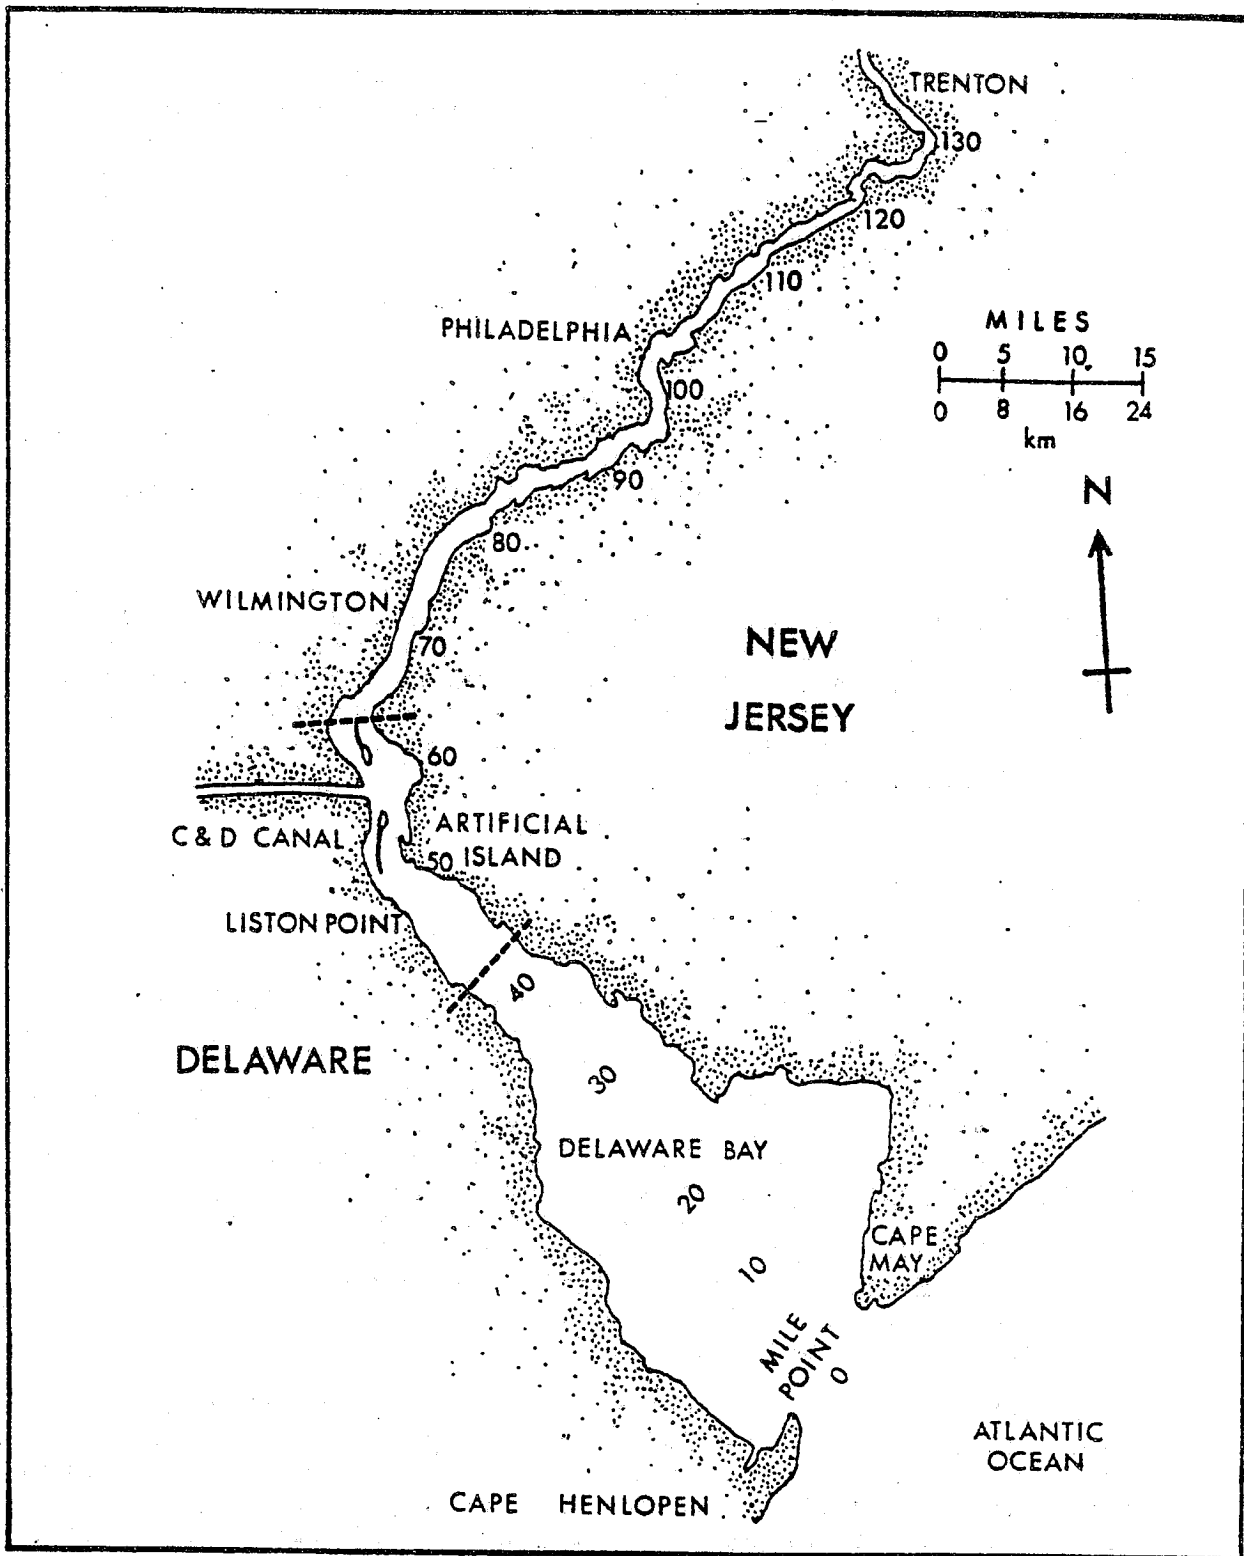 TRENTON
130
120
110
PHILADELPHIA
MILES
0 5 10 15
0 8 16 24
km
100
90
N
80
WILMINGTON
NEW
JERSEY
70
60
C & D CANAL
ARTIFICIAL
ISLAND
50
LISTON POINT
40
DELAWARE
30
DELAWARE BAY
20
CAPE
MAY
10
MILE
POINT
0
ATLANTIC
OCEAN
CAPE HENLOPEN